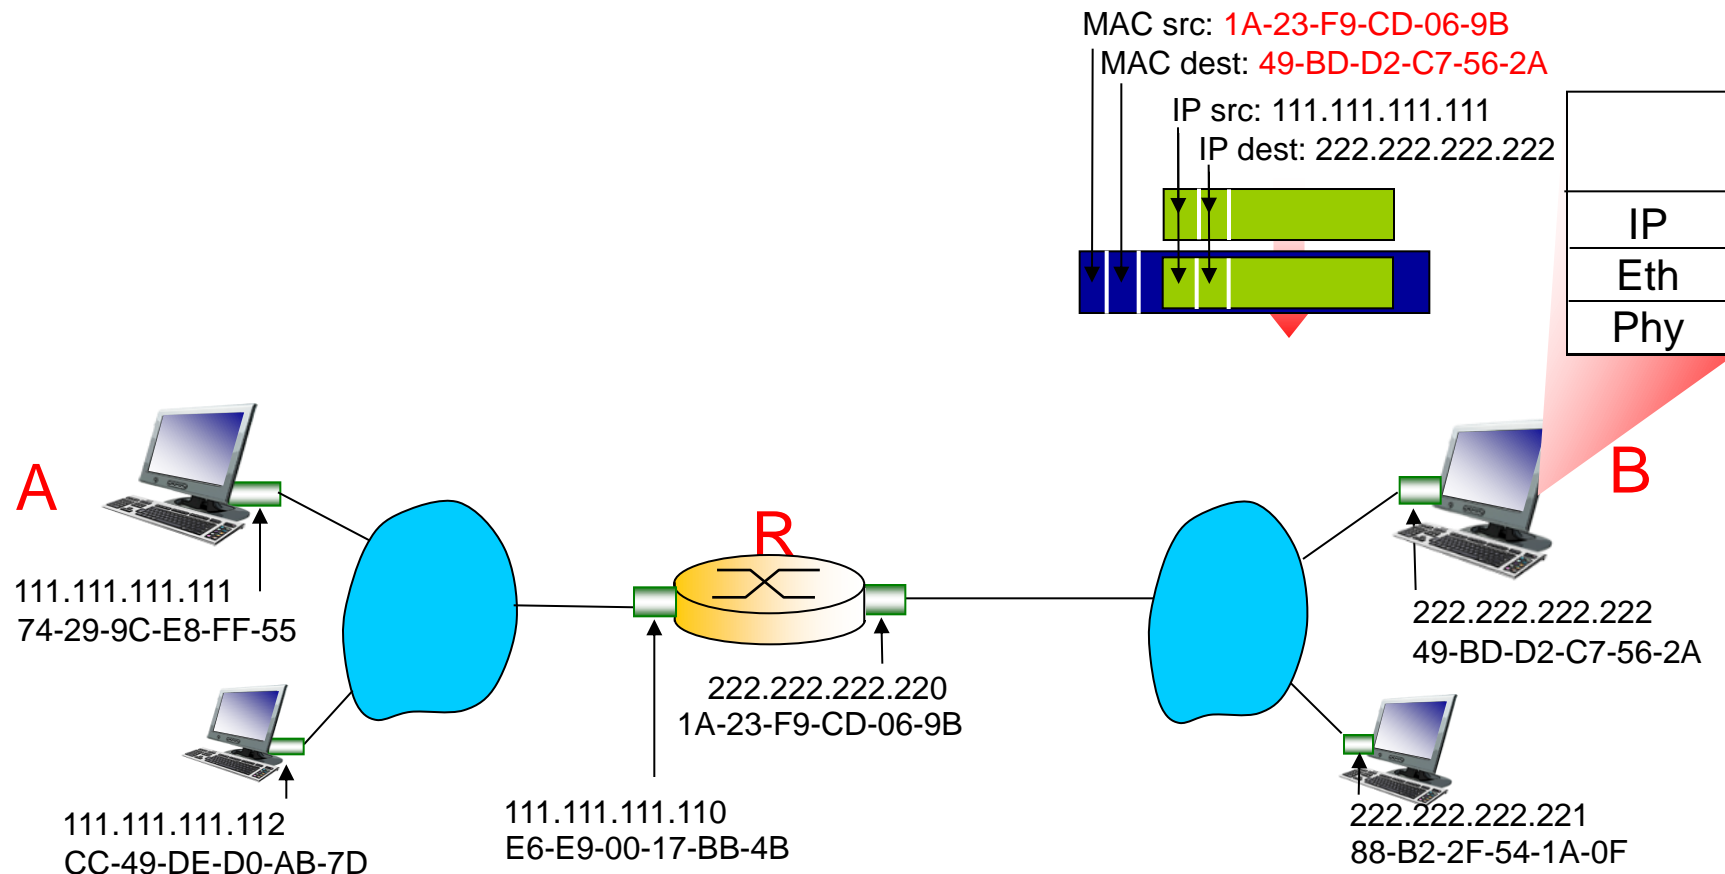 MAC src: 1A-23-F9-CD-06-9B
MAC dest: 49-BD-D2-C7-56-2A
IP src: 111.111.111.111
IP dest: 222.222.222.222
IP
Eth
Phy
A
B
R
111.111.111.111
74-29-9C-E8-FF-55
222.222.222.222
49-BD-D2-C7-56-2A
222.222.222.220
1A-23-F9-CD-06-9B
111.111.111.112
CC-49-DE-D0-AB-7D
111.111.111.110
E6-E9-00-17-BB-4B
222.222.222.221
88-B2-2F-54-1A-0F